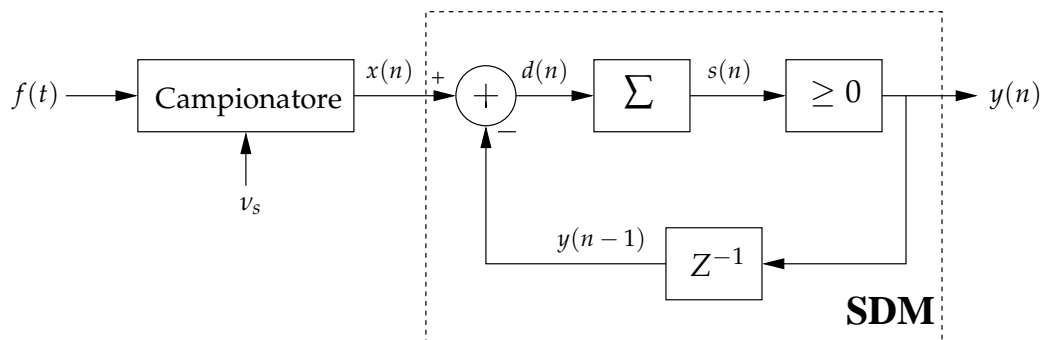 f(t)
Campionatore
x(n)
+
+
−
d(n)
∑
s(n)
≥ 0
y(n)
ν_s
y(n − 1)
Z^{−1}
SDM